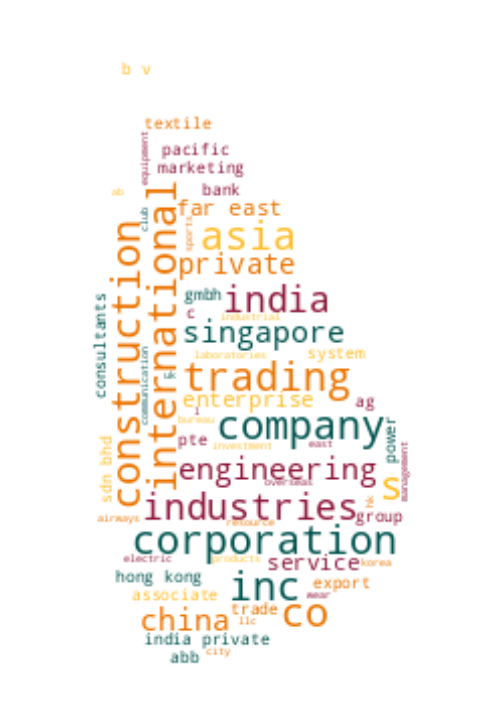 b v
textile
equipment
pacific
marketing
ab
bank
club
far east
international
sports
asia
construction
private
gmbh
india
c
industrial
consultants
singapore
communication
laboratories
system
uk
trading
enterprise
ag
i
bureau
company
power
pte
investment
east
management
sdn bhd
engineering
overseas
s
industries
hk
airways
resource
group
corporation
electric
products
service
korea
hong kong
inc
export
associate
wear
trade
co
china
llc
india private
abb
city